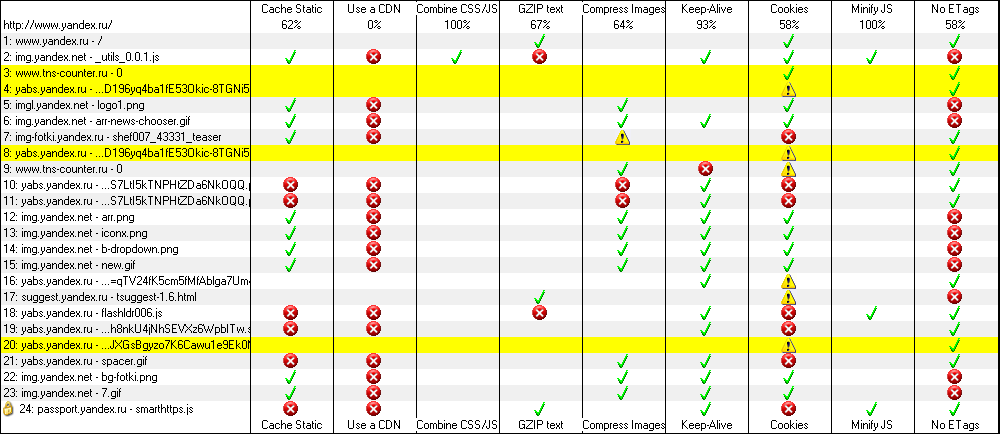 Cache Static Use a CDN Combine CSS/JS GZIP text Compress Images Keep-Alive Cookies Minify JS No ETags
http://www.yandex.ru/ 62% 0% 100% 67% 64% 93% 58% 100% 58%
1: www.yandex.ru - /
2: img.yandex.net - _utils_0.0.1.js
3: www.tns-counter.ru - 0
4: yabs.yandex.ru - ...D196yq4ba1fE53Okic-8TGNi5
5: imgl.yandex.net - logo1.png
6: img.yandex.net - arr-news-chooser.gif
7: img-fotki.yandex.ru - shef007_43331_teaser
8: yabs.yandex.ru - ...D196yq4ba1fE53Okic-8TGNi5
9: www.tns-counter.ru - 0
10: yabs.yandex.ru - ...S7LtI5kTNPHtZDa6NkOQQ.p
11: yabs.yandex.ru - ...S7LtI5kTNPHtZDa6NkOQQ.p
12: img.yandex.net - arr.png
13: img.yandex.net - iconx.png
14: img.yandex.net - b-dropdown.png
15: img.yandex.net - new.gif
16: yabs.yandex.ru - ...=qTV24fK5cm5fMfAbIga7Um
17: suggest.yandex.ru - tsuggest-1.6.html
18: yabs.yandex.ru - flashldr006.js
19: yabs.yandex.ru - ...h8nkU4jNhSEVXz6WpbITw.s
20: yabs.yandex.ru - ...JXGsBgyzo7K6Cawu1e9Ek0N
21: yabs.yandex.ru - spacer.gif
22: img.yandex.net - bg-fotki.png
23: img.yandex.net - 7.gif
24: passport.yandex.ru - smarthttps.js
Cache Static Use a CDN Combine CSS/JS GZIP text Compress Images Keep-Alive Cookies Minify JS No ETags